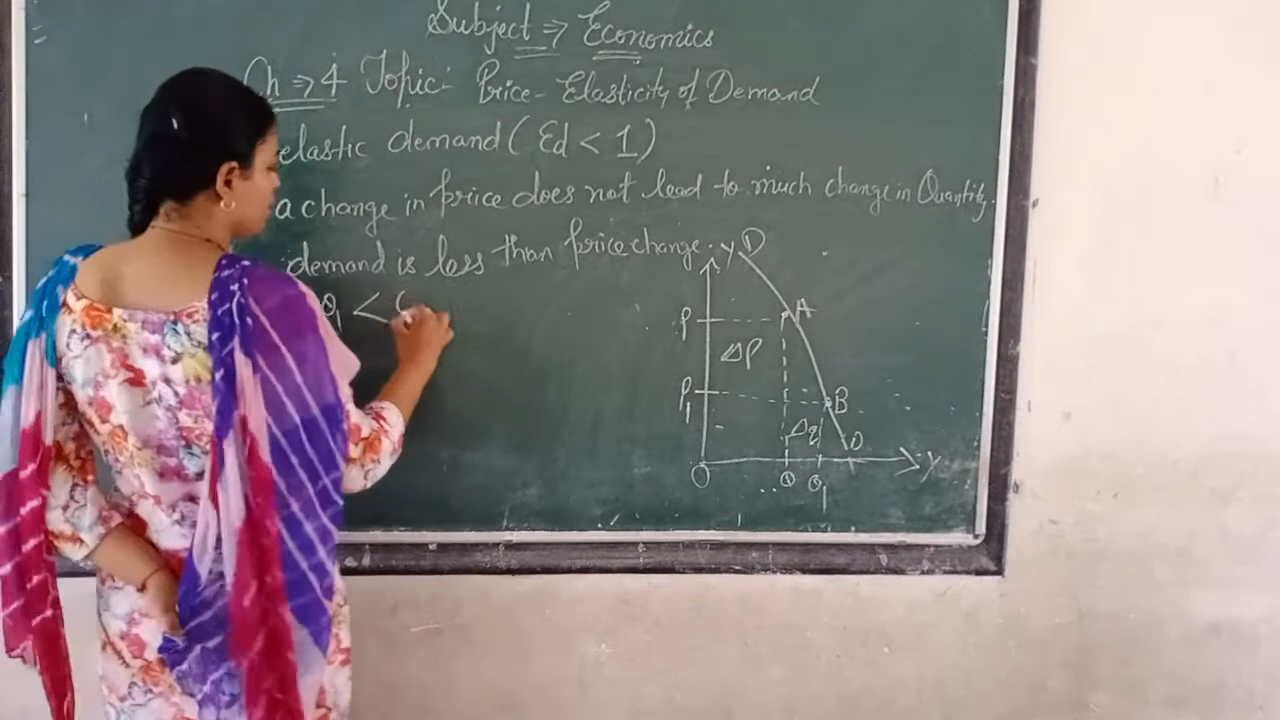 Subject ⇒ Economics
Ch ⇒ 4 Topic: Price-Elasticity of Demand
elastic demand (Ed < 1)
a change in price does not lead to much change in Quantity.
demand is less than price change.
Q1 <
y D
P A
ΔP
P1 B
Δq D
O Q Q1 y